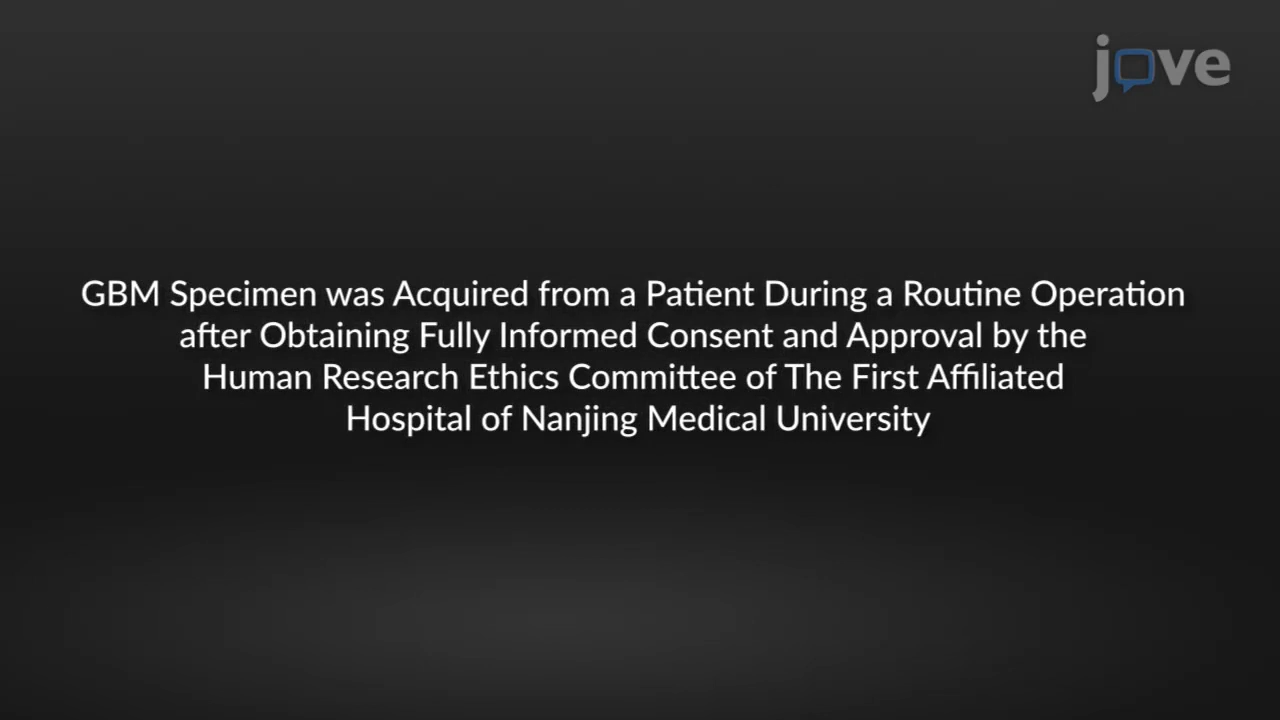 jove
GBM Specimen was Acquired from a Patient During a Routine Operation
after Obtaining Fully Informed Consent and Approval by the
Human Research Ethics Committee of The First Affiliated
Hospital of Nanjing Medical University